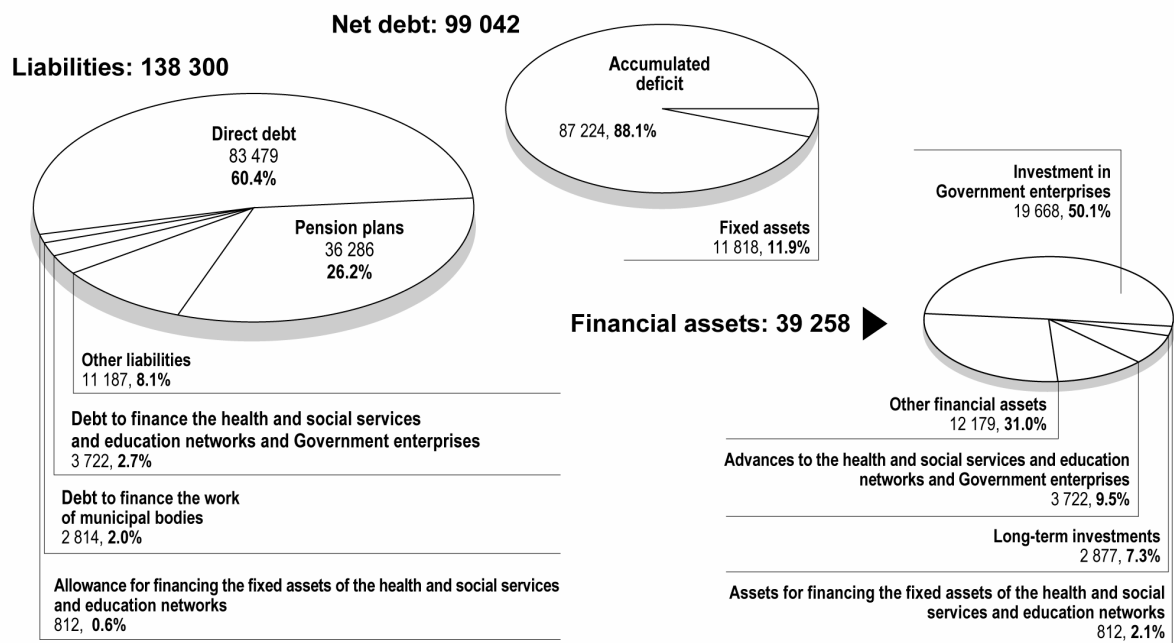 Net debt: 99 042
Liabilities: 138 300
Direct debt
83 479
60.4%
Pension plans
36 286
26.2%
Other liabilities
11 187, 8.1%
Debt to finance the health and social services
and education networks and Government enterprises
3 722, 2.7%
Debt to finance the work
of municipal bodies
2 814, 2.0%
Allowance for financing the fixed assets of the health and social services
and education networks
812, 0.6%
Accumulated
deficit
87 224, 88.1%
Fixed assets
11 818, 11.9%
Investment in
Government enterprises
19 668, 50.1%
Financial assets: 39 258
Other financial assets
12 179, 31.0%
Advances to the health and social services and education
networks and Government enterprises
3 722, 9.5%
Long-term investments
2 877, 7.3%
Assets for financing the fixed assets of the health and social
services and education networks
812, 2.1%